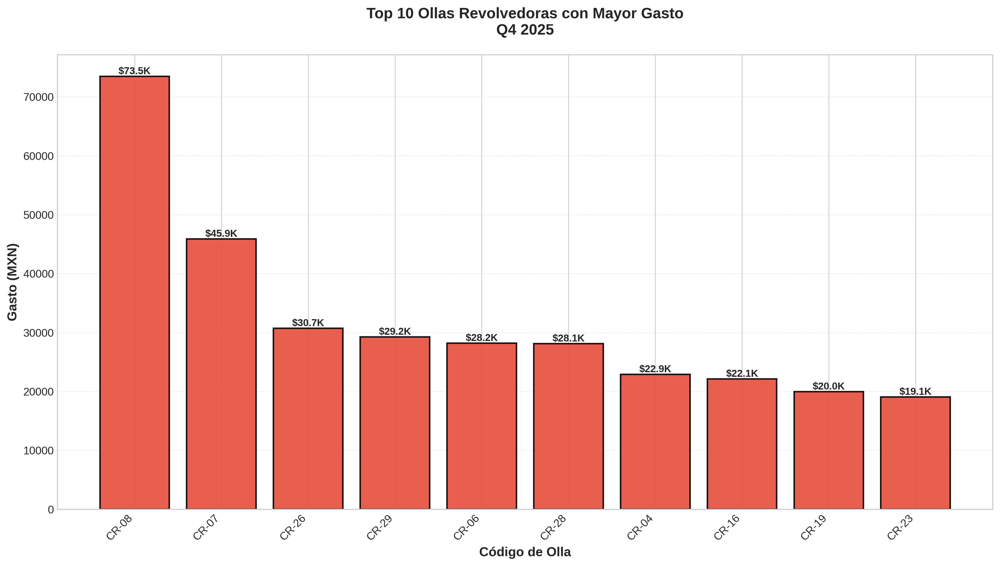 Top 10 Ollas Revolvedoras con Mayor Gasto
Q4 2025
Gasto (MXN)
70000
60000
50000
40000
30000
20000
10000
0
$73.5K
$45.9K
$30.7K
$29.2K
$28.2K
$28.1K
$22.9K
$22.1K
$20.0K
$19.1K
CR-08
CR-07
CR-26
CR-29
CR-06
CR-28
CR-04
CR-16
CR-19
CR-23
Código de Olla